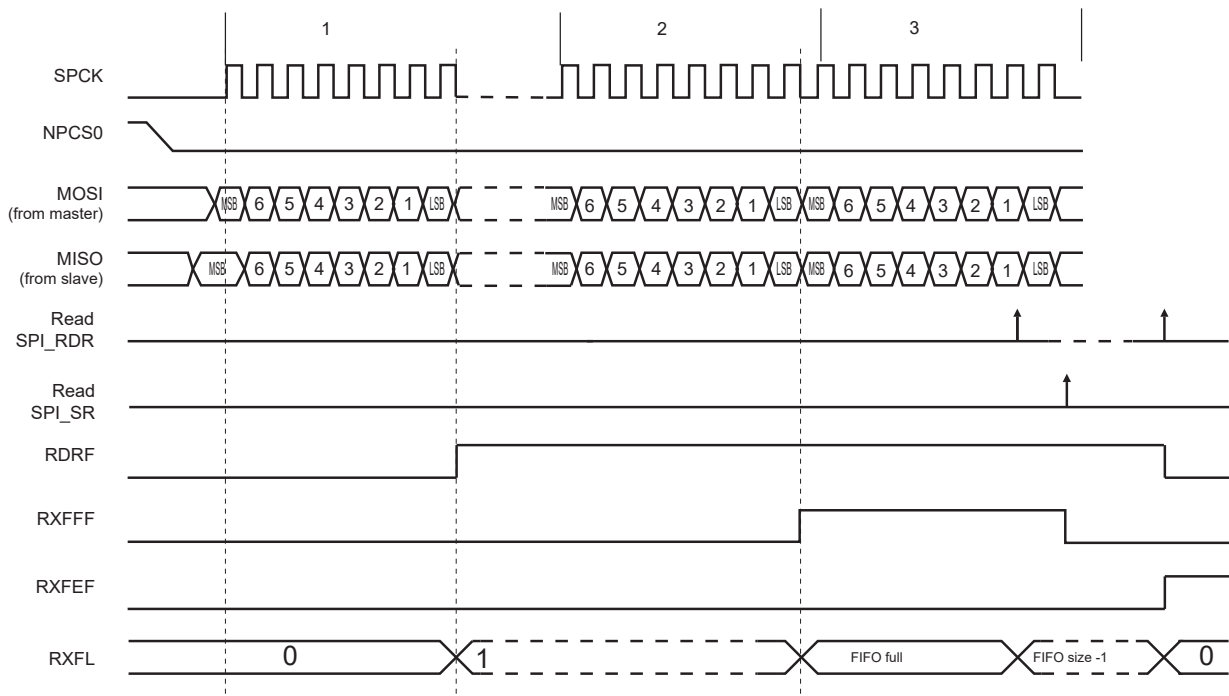 1 2 3
SPCK
NPCS0
MOSI
(from master)
MSB 6 5 4 3 2 1 LSB MSB 6 5 4 3 2 1 LSB MSB 6 5 4 3 2 1 LSB
MISO
(from slave)
MSB 6 5 4 3 2 1 LSB MSB 6 5 4 3 2 1 LSB MSB 6 5 4 3 2 1 LSB
Read
SPI_RDR
Read
SPI_SR
RDRF
RXFFF
RXFEF
RXFL 0 1 FIFO full FIFO size -1 0